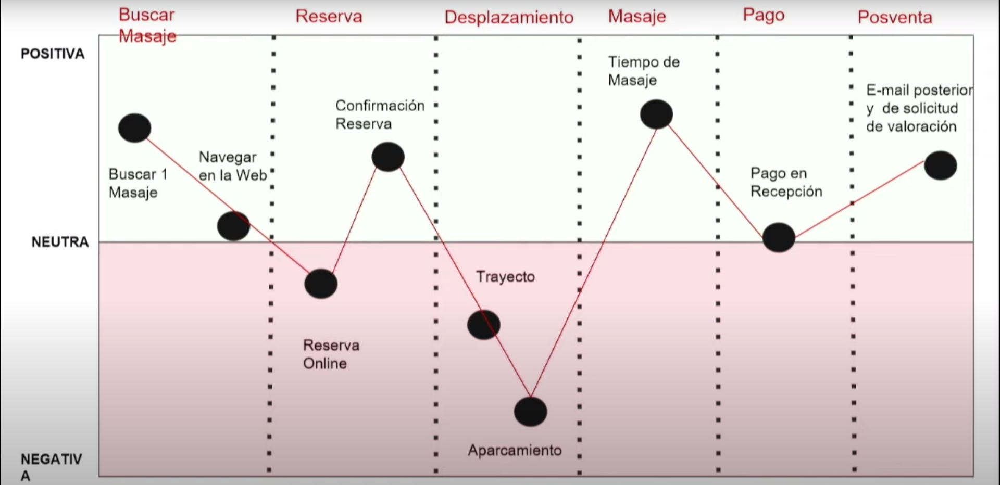 Buscar
Masaje
Reserva
Desplazamiento
Masaje
Pago
Posventa
POSITIVA
Tiempo de
Masaje
E-mail posterior
y de solicitud
de valoración
Confirmación
Reserva
Navegar
en la Web
Buscar 1
Masaje
Pago en
Recepción
NEUTRA
Trayecto
Reserva
Online
Aparcamiento
NEGATIV
A